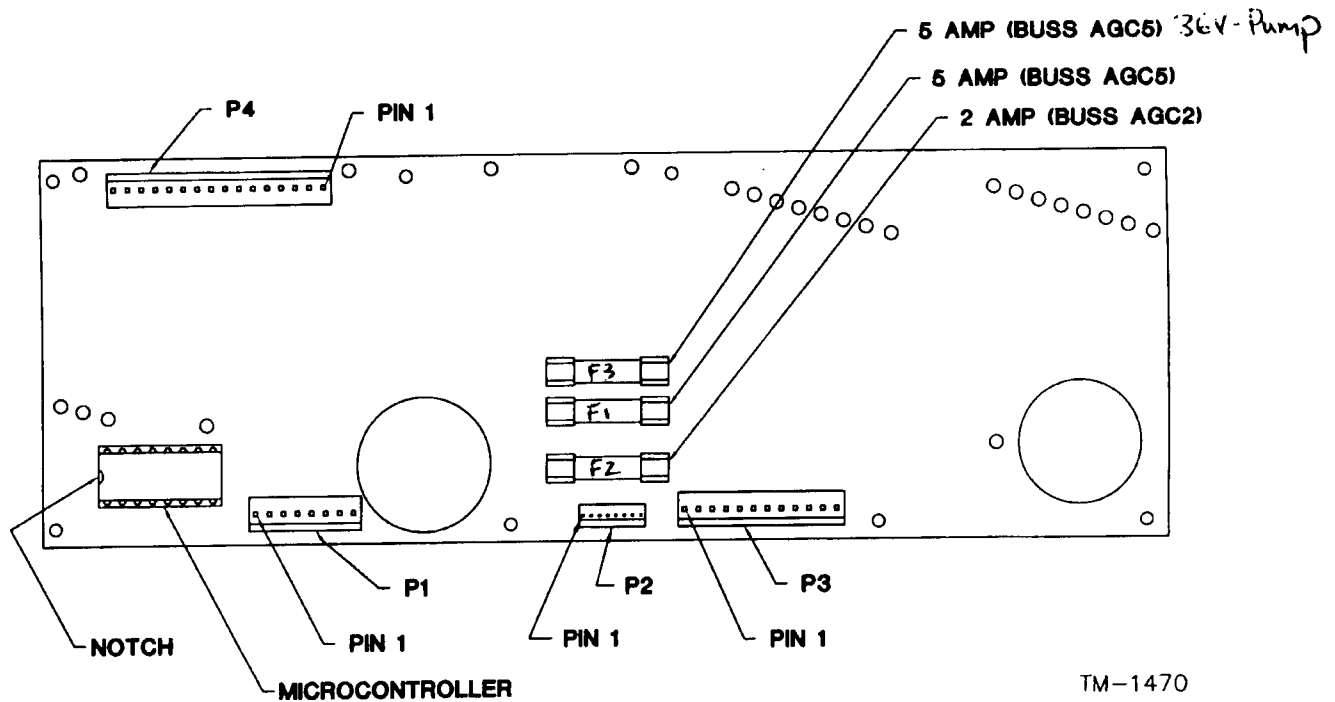 5 AMP (BUSS AGC5) 36V-Pump
5 AMP (BUSS AGC5)
2 AMP (BUSS AGC2)
P4
PIN 1
F3
F1
F2
P1
P2
P3
PIN 1
PIN 1
PIN 1
NOTCH
MICROCONTROLLER
TM-1470